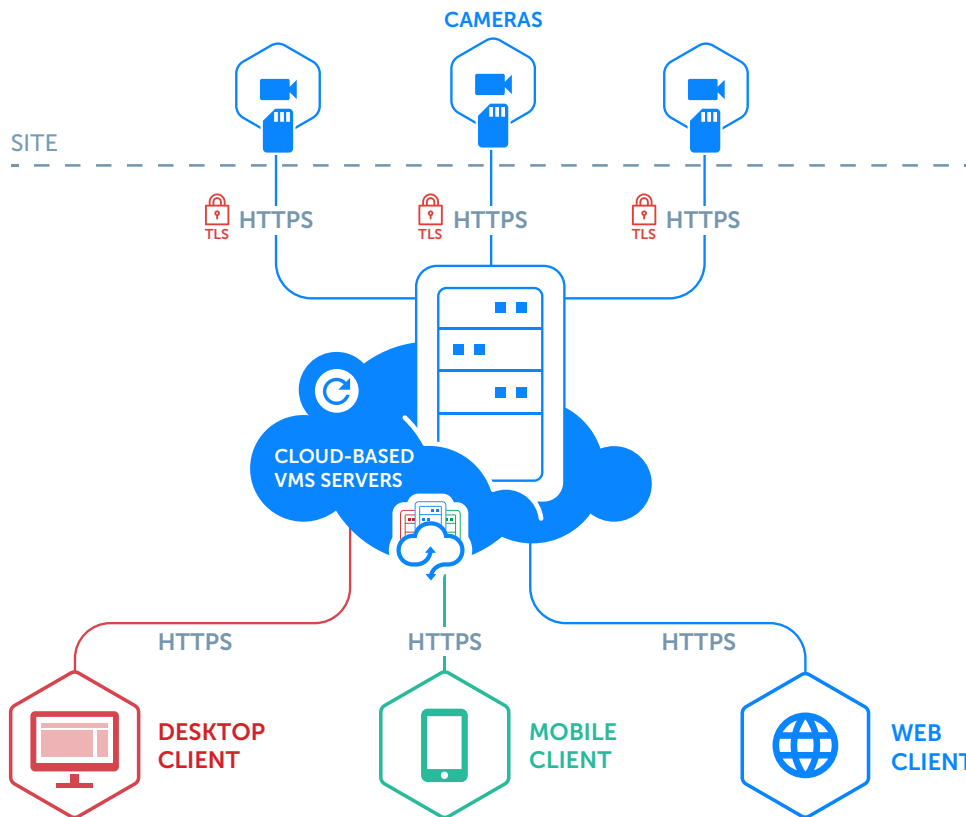 CAMERAS
SITE
TLS HTTPS
TLS HTTPS
TLS HTTPS
CLOUD-BASED
VMS SERVERS
HTTPS
HTTPS
HTTPS
DESKTOP
CLIENT
MOBILE
CLIENT
WEB
CLIENT